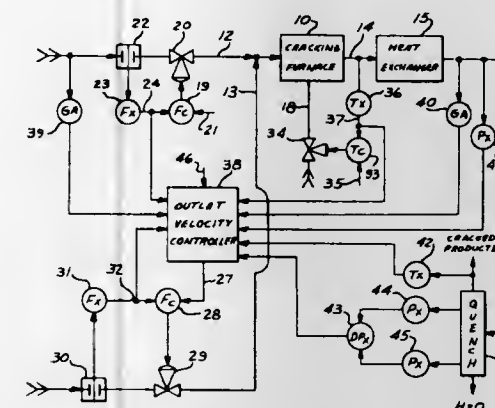 22
20
12
10
14
15
CRACKING
FURNACE
HEAT
EXCHANGER
23
FX
24
19
FC
21
13
18
TX
36
37
40
GA
39
GA
PX
4
34
TC
33
35
46
38
OUTLET
VELOCITY
CONTROLLER
42
TX
CRACKED
PRODUCTS
31
FX
32
27
FC
28
43
44
PX
DPX
45
PX
QUENCH
30
29
H2O